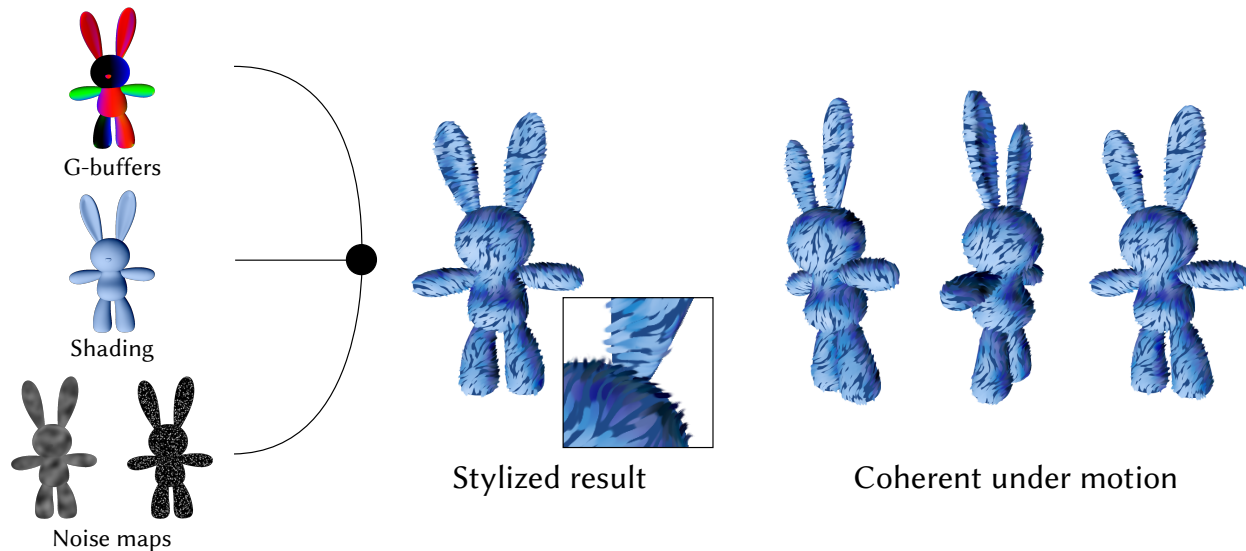 G-buffers
Shading
Noise maps
Stylized result
Coherent under motion